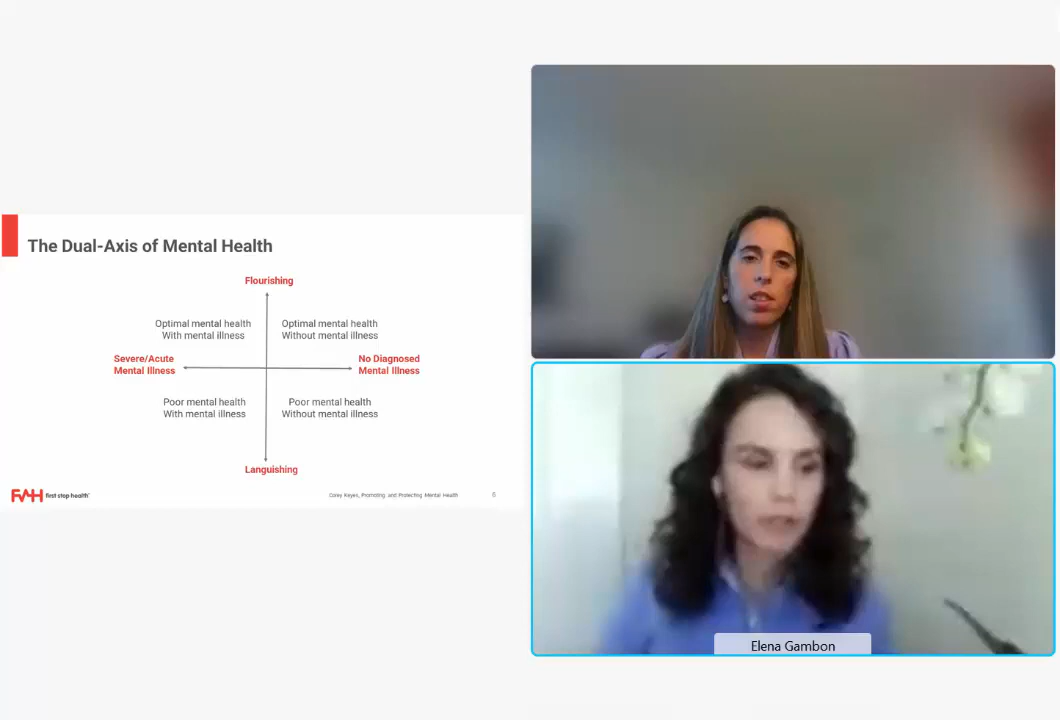 The Dual-Axis of Mental Health
Flourishing
Optimal mental health
With mental illness
Optimal mental health
Without mental illness
Severe/Acute
Mental Illness
No Diagnosed
Mental Illness
Poor mental health
With mental illness
Poor mental health
Without mental illness
Languishing
first stop health
Corey Keyes, Promoting and Protecting Mental Health
Elena Gambon